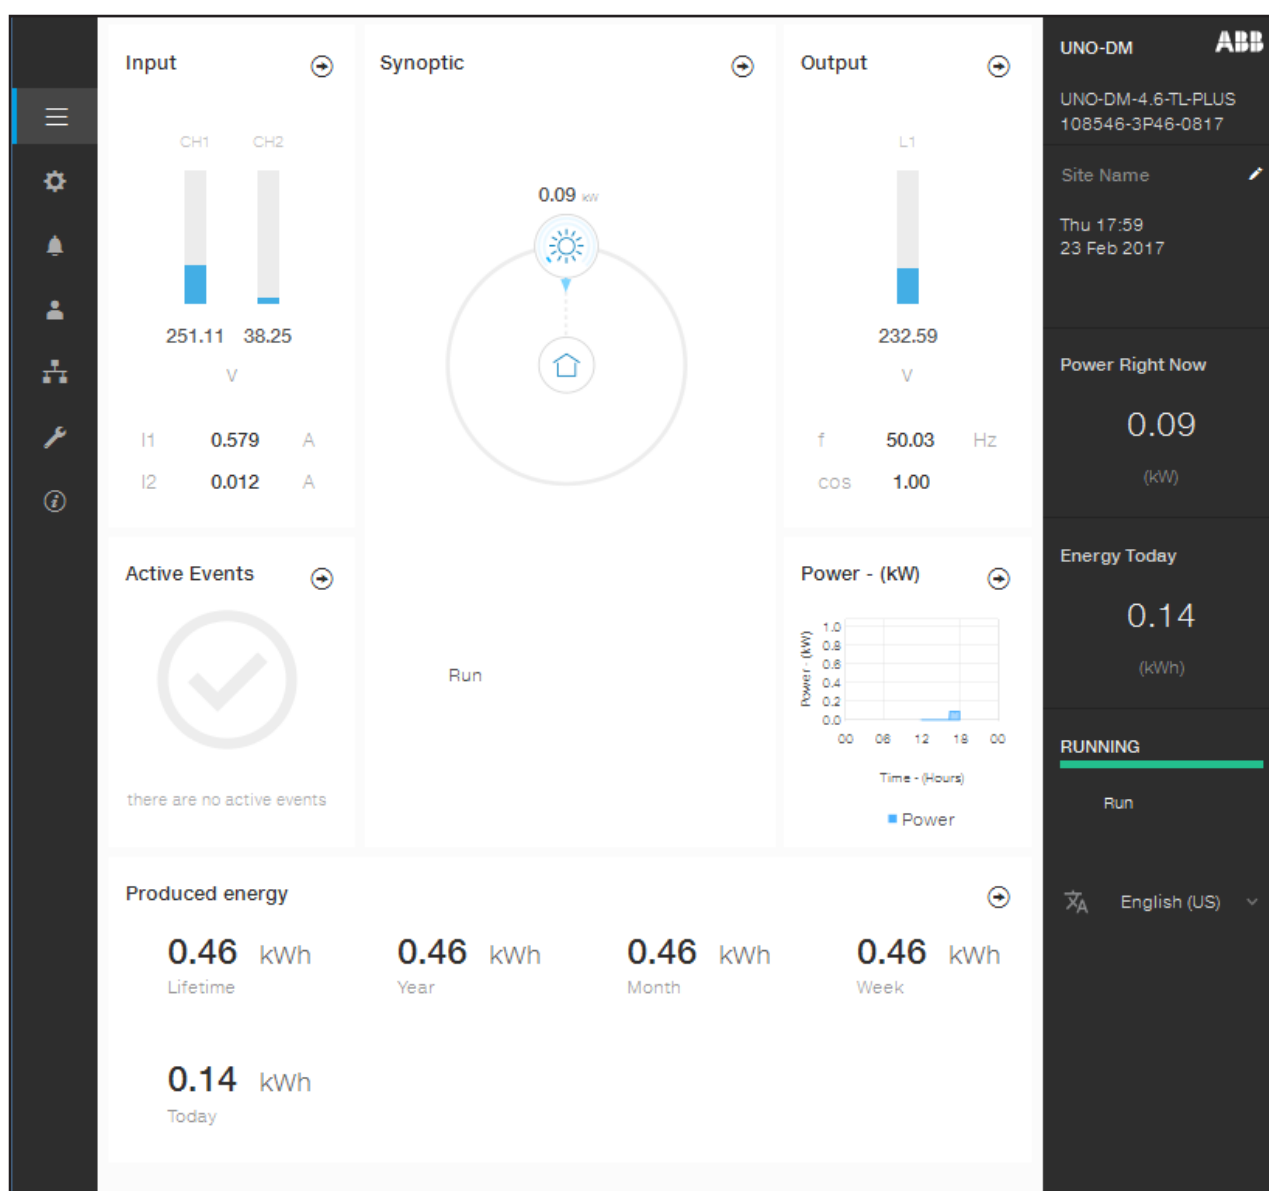 Input
CH1 CH2
251.11 38.25
V
I1 0.579 A
I2 0.012 A
Synoptic
0.09 kW
Run
Output
L1
232.59
V
f 50.03 Hz
cos 1.00
Active Events
there are no active events
Power - (kW)
Power - (kW)
1.0
0.8
0.6
0.4
0.2
0.0
00 06 12 18 00
Time - (Hours)
Power
Produced energy
0.46 kWh 0.46 kWh 0.46 kWh 0.46 kWh
Lifetime Year Month Week
0.14 kWh
Today
UNO-DM ABB
UNO-DM-4.6-TL-PLUS
108546-3P46-0817
Site Name
Thu 17:59
23 Feb 2017
Power Right Now
0.09
(kW)
Energy Today
0.14
(kWh)
RUNNING
Run
English (US)